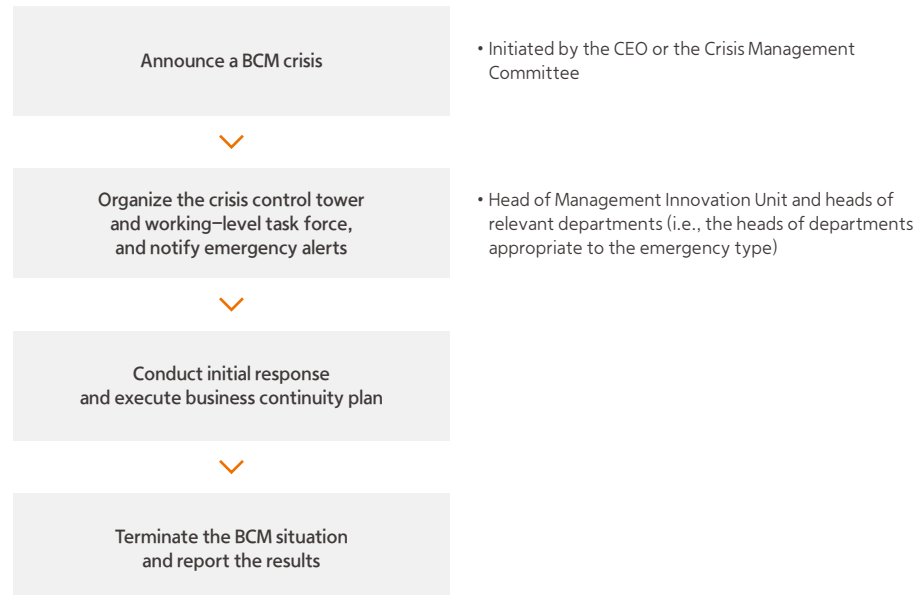 Announce a BCM crisis
• Initiated by the CEO or the Crisis Management
Committee
Organize the crisis control tower
and working-level task force,
and notify emergency alerts
• Head of Management Innovation Unit and heads of
relevant departments (i.e., the heads of departments
appropriate to the emergency type)
Conduct initial response
and execute business continuity plan
Terminate the BCM situation
and report the results